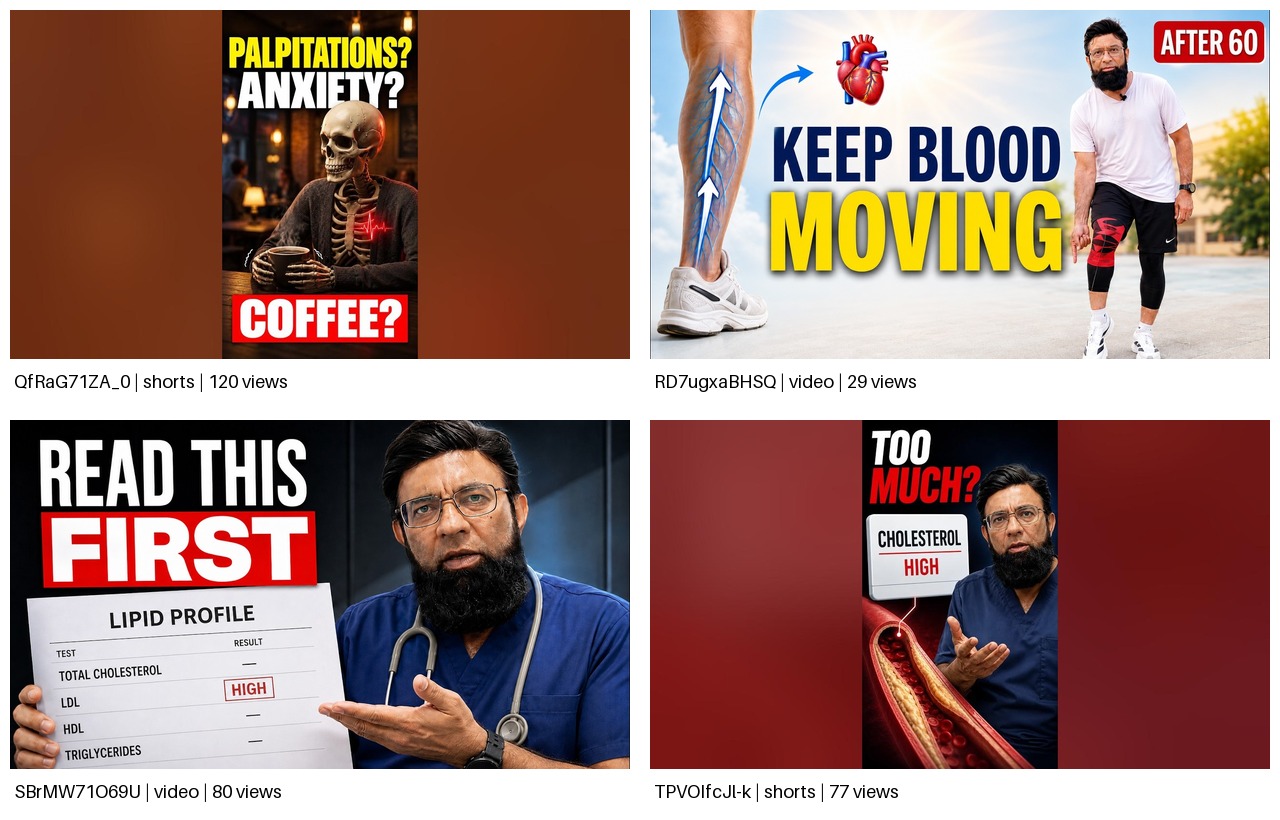 PALPITATIONS?
ANXIETY?
COFFEE?
QfRaG71ZA_0 | shorts | 120 views
AFTER 60
KEEP BLOOD
MOVING
RD7ugxaBHSQ | video | 29 views
READ THIS
FIRST
LIPID PROFILE
TEST RESULT
TOTAL CHOLESTEROL —
LDL HIGH
HDL —
TRIGLYCERIDES —
SBrMW71O69U | video | 80 views
TOO
MUCH?
CHOLESTEROL
HIGH
TPVOIfcJl-k | shorts | 77 views